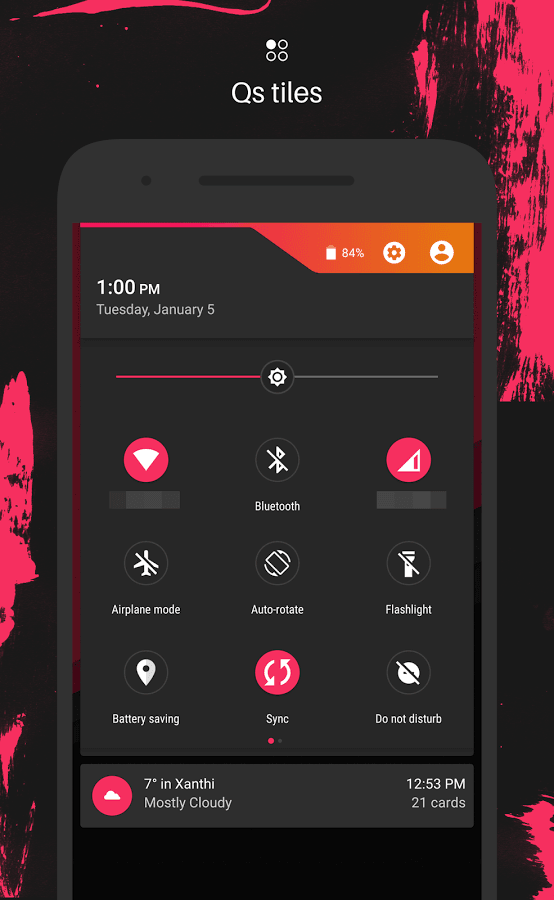 Qs tiles
84%
1:00 PM
Tuesday, January 5
Bluetooth
Airplane mode
Auto-rotate
Flashlight
Battery saving
Sync
Do not disturb
7° in Xanthi
12:53 PM
Mostly Cloudy
21 cards